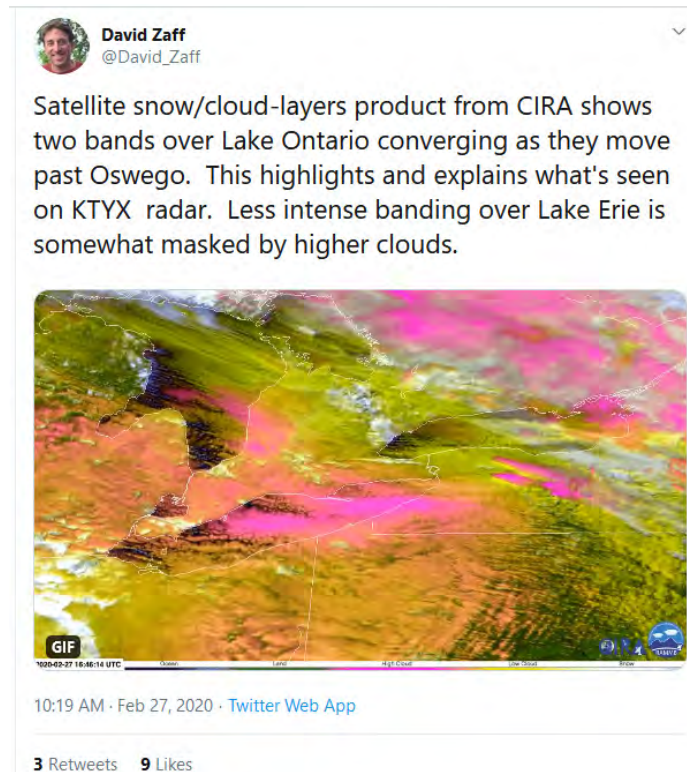 David Zaff
@David_Zaff
Satellite snow/cloud-layers product from CIRA shows
two bands over Lake Ontario converging as they move
past Oswego.  This highlights and explains what's seen
on KTYX  radar.  Less intense banding over Lake Erie is
somewhat masked by higher clouds.
GIF
CIRA
2020-02-27 16:46:14 UTC Ocean Land High Cloud Low Cloud Snow
10:19 AM · Feb 27, 2020 · Twitter Web App
3 Retweets 9 Likes